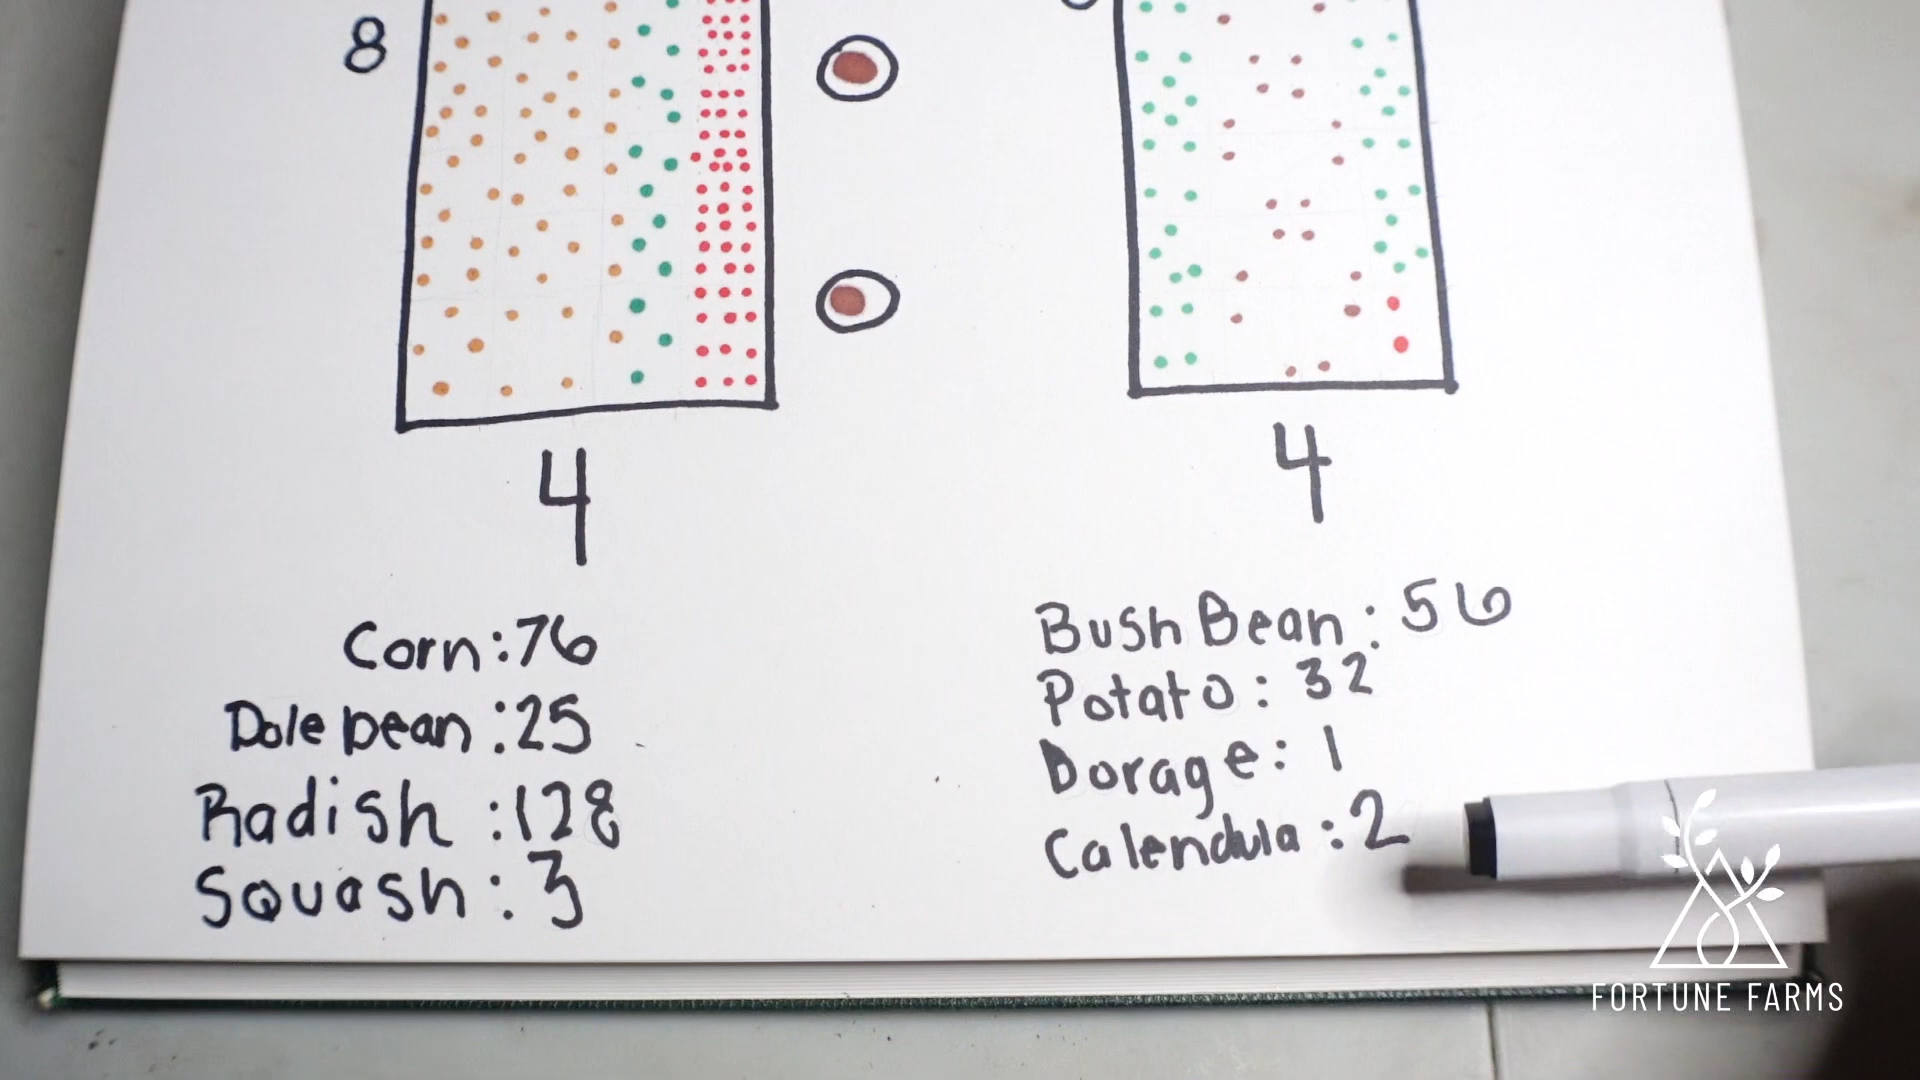 8
4
4
Corn:76
Pole bean:25
Radish:128
Squash:3
Bush Bean:56
Potato:32
Borage:1
Calendula:2
FORTUNE FARMS